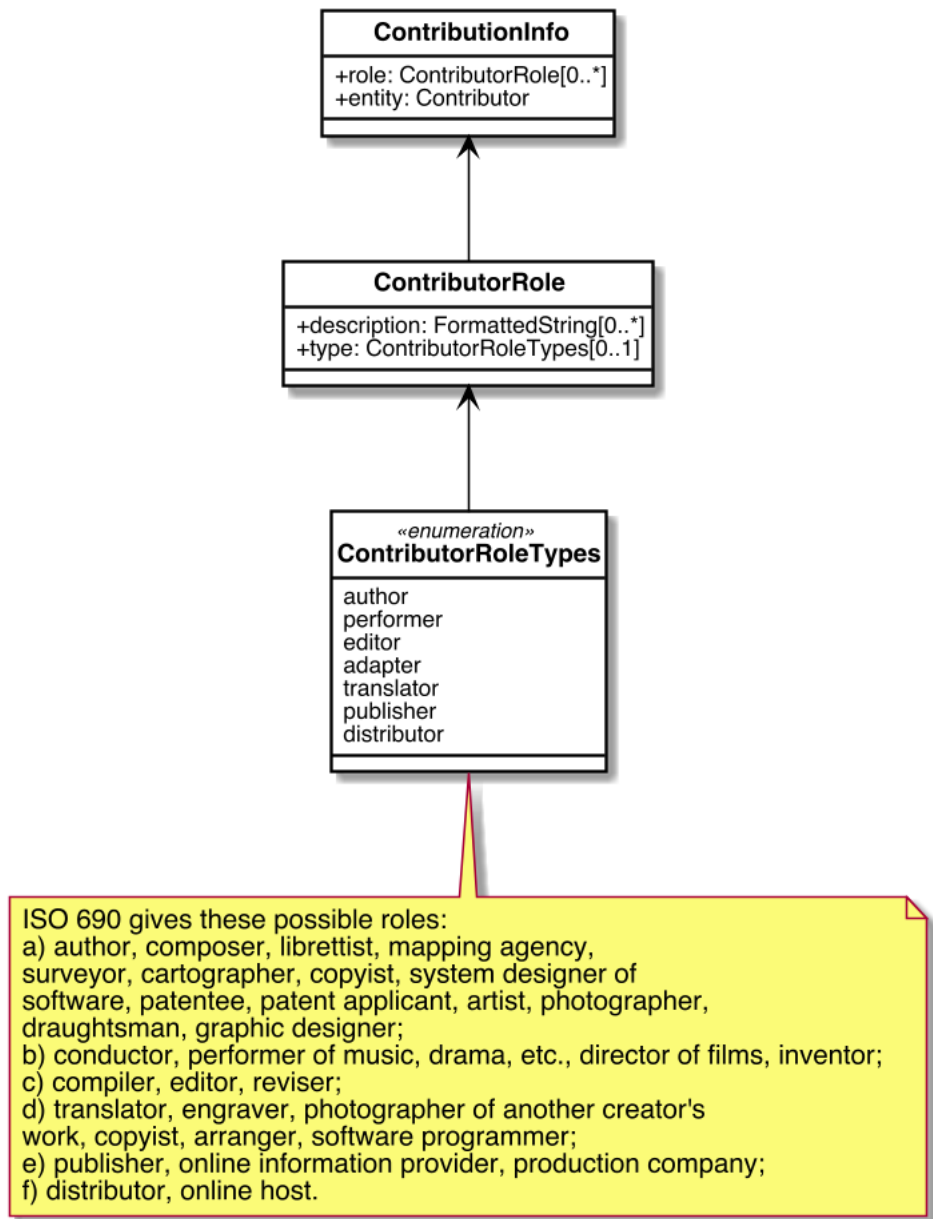 ContributionInfo
+role: ContributorRole[0..*]
+entity: Contributor
ContributorRole
+description: FormattedString[0..*]
+type: ContributorRoleTypes[0..1]
«enumeration»
ContributorRoleTypes
author
performer
editor
adapter
translator
publisher
distributor
ISO 690 gives these possible roles:
a) author, composer, librettist, mapping agency,
surveyor, cartographer, copyist, system designer of
software, patentee, patent applicant, artist, photographer,
draughtsman, graphic designer;
b) conductor, performer of music, drama, etc., director of films, inventor;
c) compiler, editor, reviser;
d) translator, engraver, photographer of another creator's
work, copyist, arranger, software programmer;
e) publisher, online information provider, production company;
f) distributor, online host.